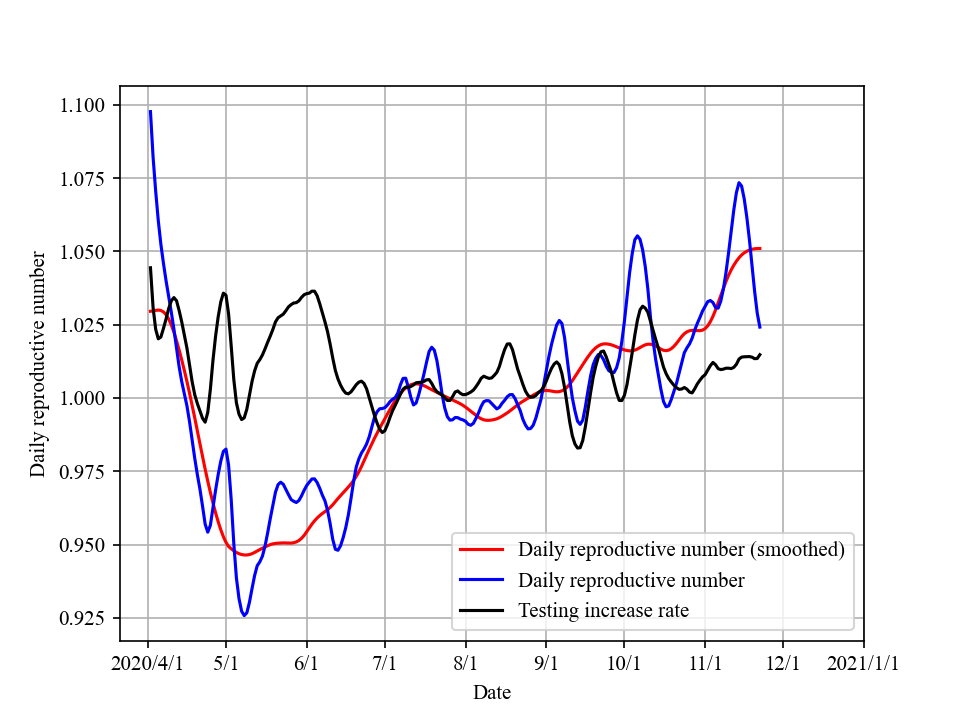 1.100
1.075
1.050
1.025
1.000
0.975
0.950
0.925
Daily reproductive number
Daily reproductive number (smoothed)
Daily reproductive number
Testing increase rate
2020/4/1 5/1 6/1 7/1 8/1 9/1 10/1 11/1 12/1 2021/1/1
Date